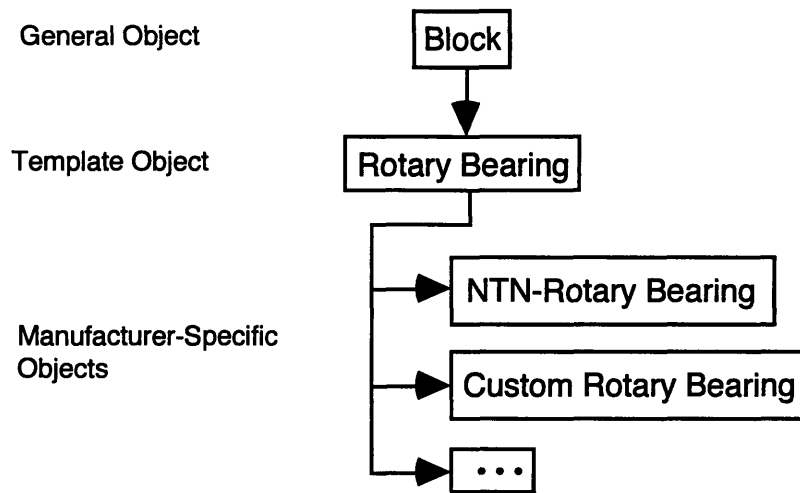 General Object
Block
Template Object
Rotary Bearing
NTN-Rotary Bearing
Manufacturer-Specific
Objects
Custom Rotary Bearing
...